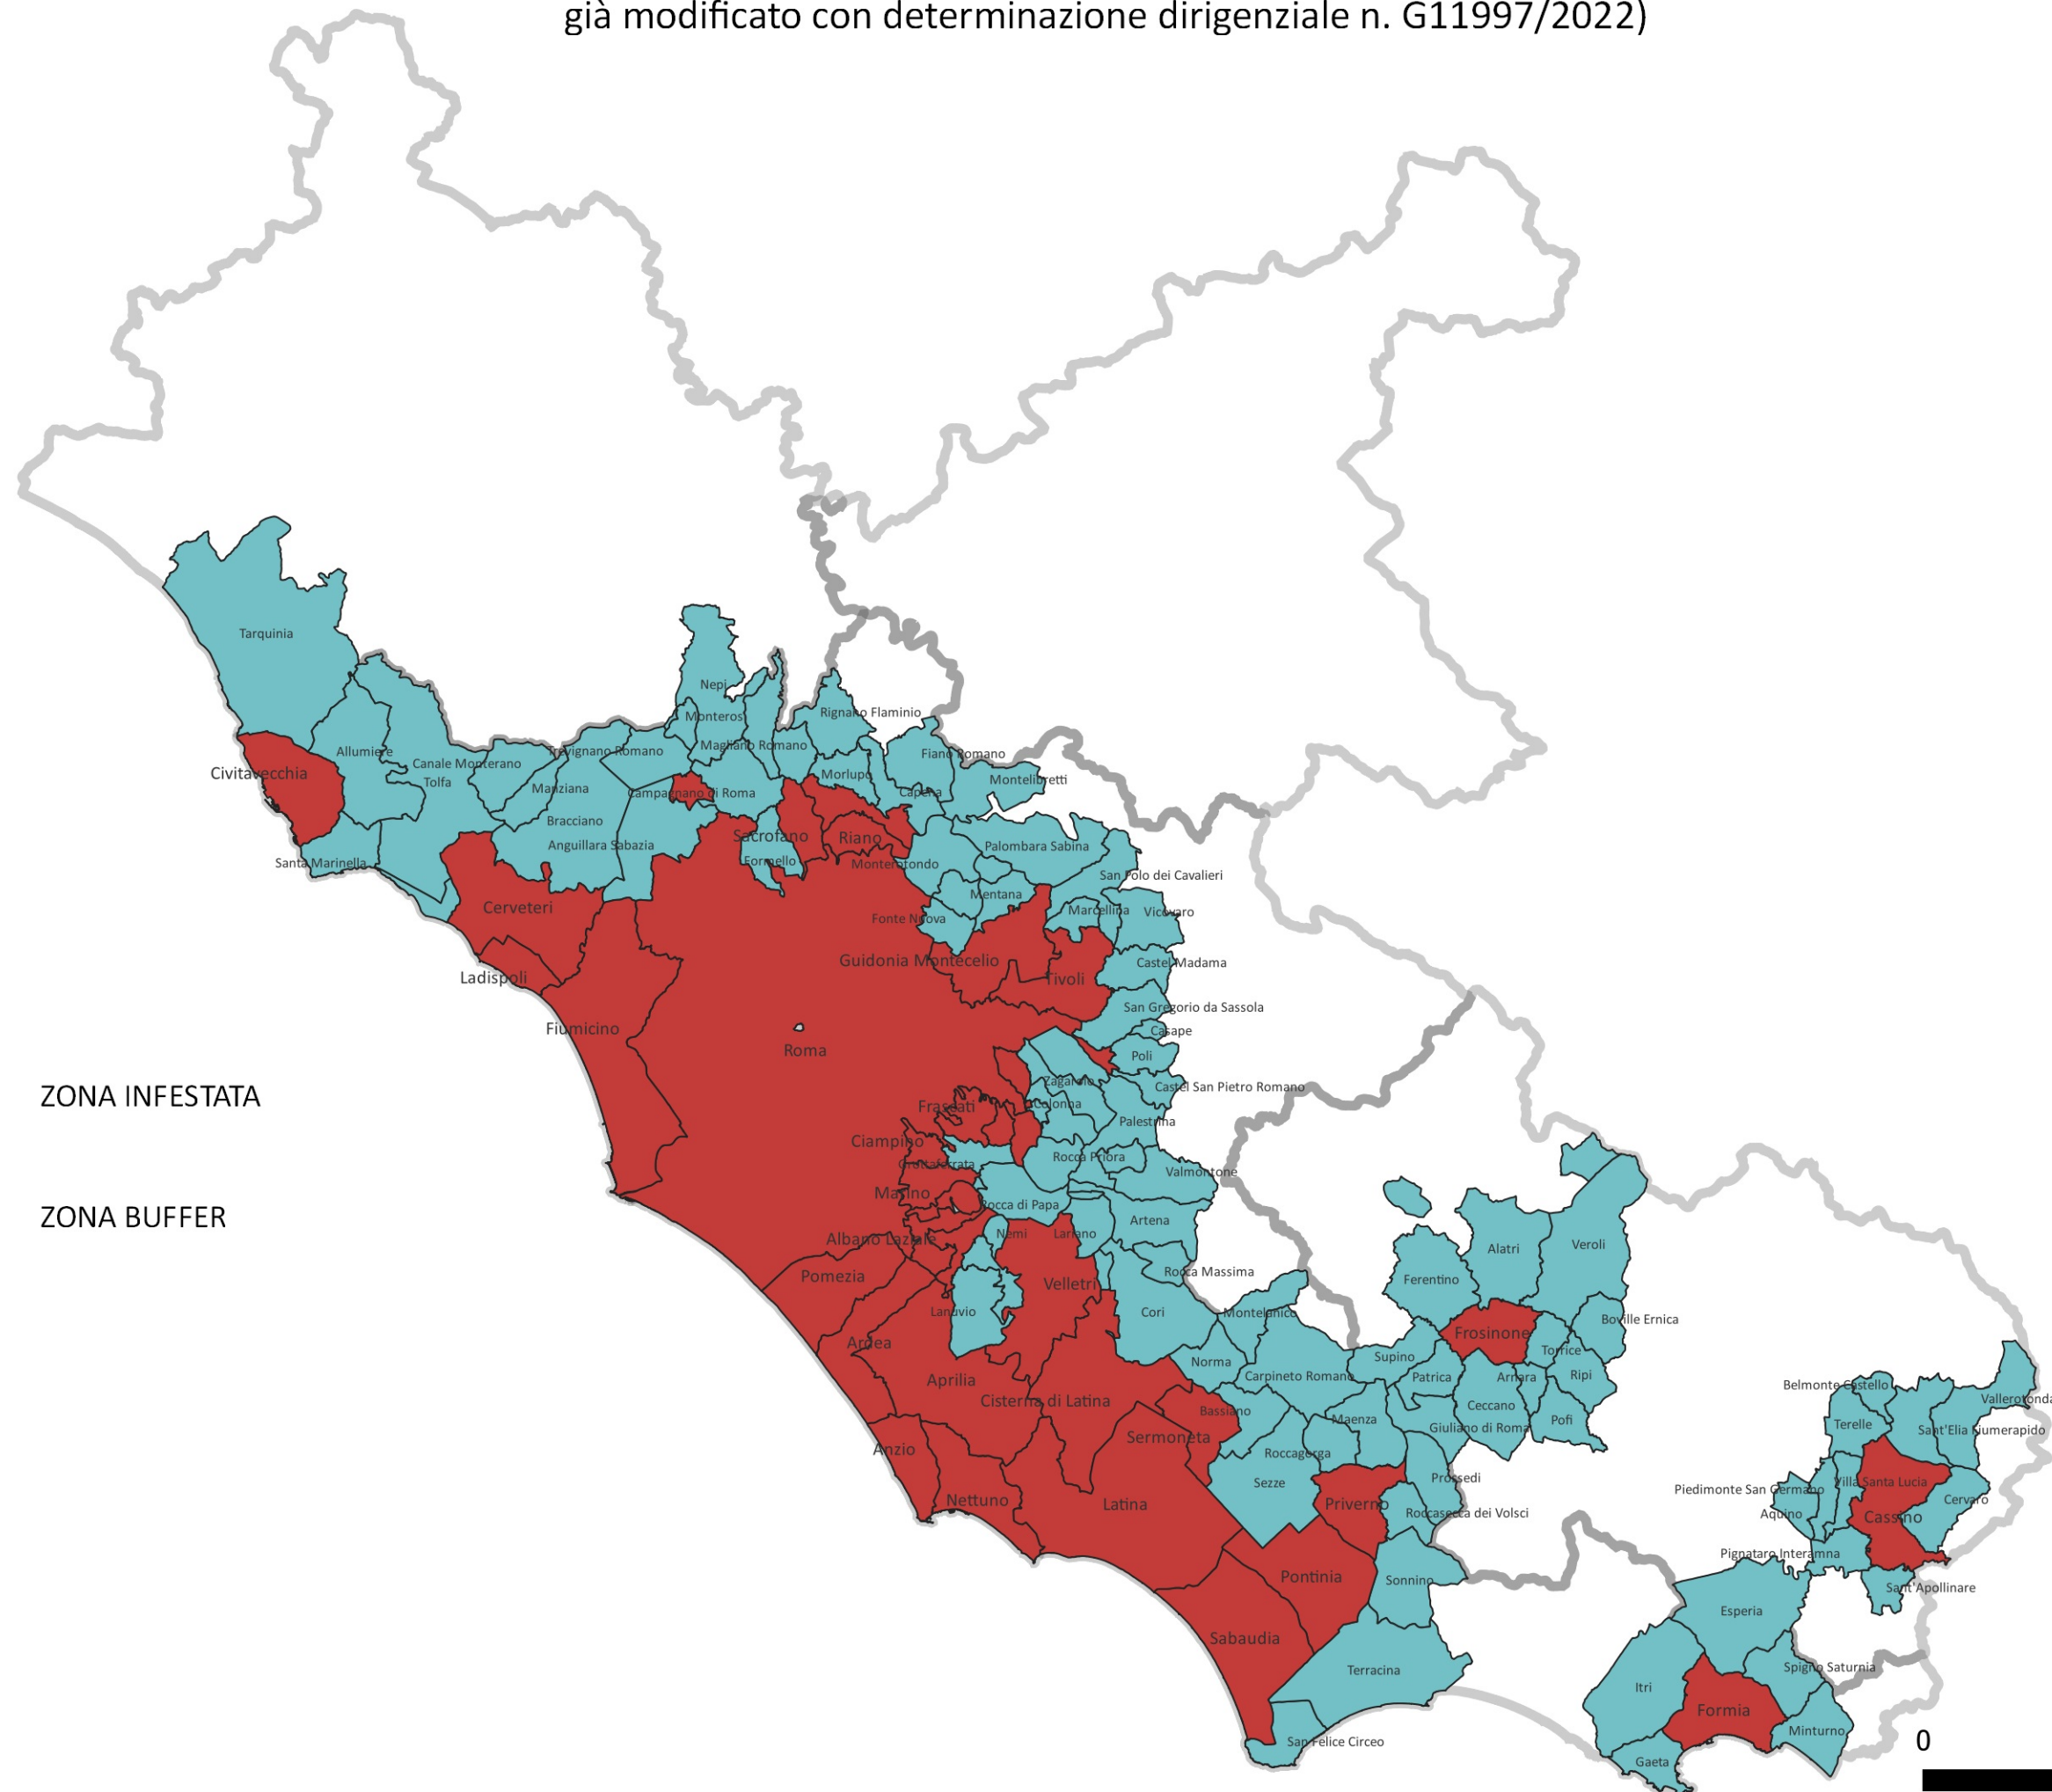 già modificato con determinazione dirigenziale n. G11997/2022)
Tarquinia
Nepi
Rignano Flaminio
Monteros
Magliano Romano
Allumiere
Trevignano Romano
Fiano Romano
Canale Monterano
Civitavecchia
Morlupo
Montelibretti
Tolfa
Manziana
Campagnano di Roma
Capena
Bracciano
Sacrofano
Riano
Anguillara Sabazia
Palombara Sabina
Santa Marinella
Formello
Monterotondo
San Polo dei Cavalieri
Mentana
Cerveteri
Marcellina
Vicovaro
Fonte Nuova
Guidonia Montecelio
Castel Madama
Ladispoli
Tivoli
San Gregorio da Sassola
Fiumicino
Casape
Roma
Poli
Zagarolo
Castel San Pietro Romano
ZONA INFESTATA
Frascati
Colonna
Palestrina
Ciampino
Rocca Priora
Grottaferrata
Valmontone
Marino
Rocca di Papa
ZONA BUFFER
Artena
Nemi
Lariano
Albano Laziale
Alatri
Veroli
Pomezia
Rocca Massima
Ferentino
Velletri
Lanuvio
Cori
Montelanico
Boville Ernica
Frosinone
Ardea
Torrice
Norma
Supino
Aprilia
Carpineto Romano
Patrica
Arnara
Ripi
Belmonte Castello
Cisterna di Latina
Vallerotonda
Bassiano
Maenza
Ceccano
Pofi
Terelle
Giuliano di Roma
Sant'Elia Fiumerapido
Sermoneta
Anzio
Roccagorga
Sezze
Prossedi
Villa Santa Lucia
Piedimonte San Germano
Nettuno
Latina
Priverno
Cervaro
Roccasecca dei Volsci
Aquino
Cassino
Pignataro Interamna
Pontinia
Sonnino
Sant'Apollinare
Esperia
Sabaudia
Terracina
Spigno Saturnia
Itri
Formia
Minturno
San Felice Circeo
0
Gaeta